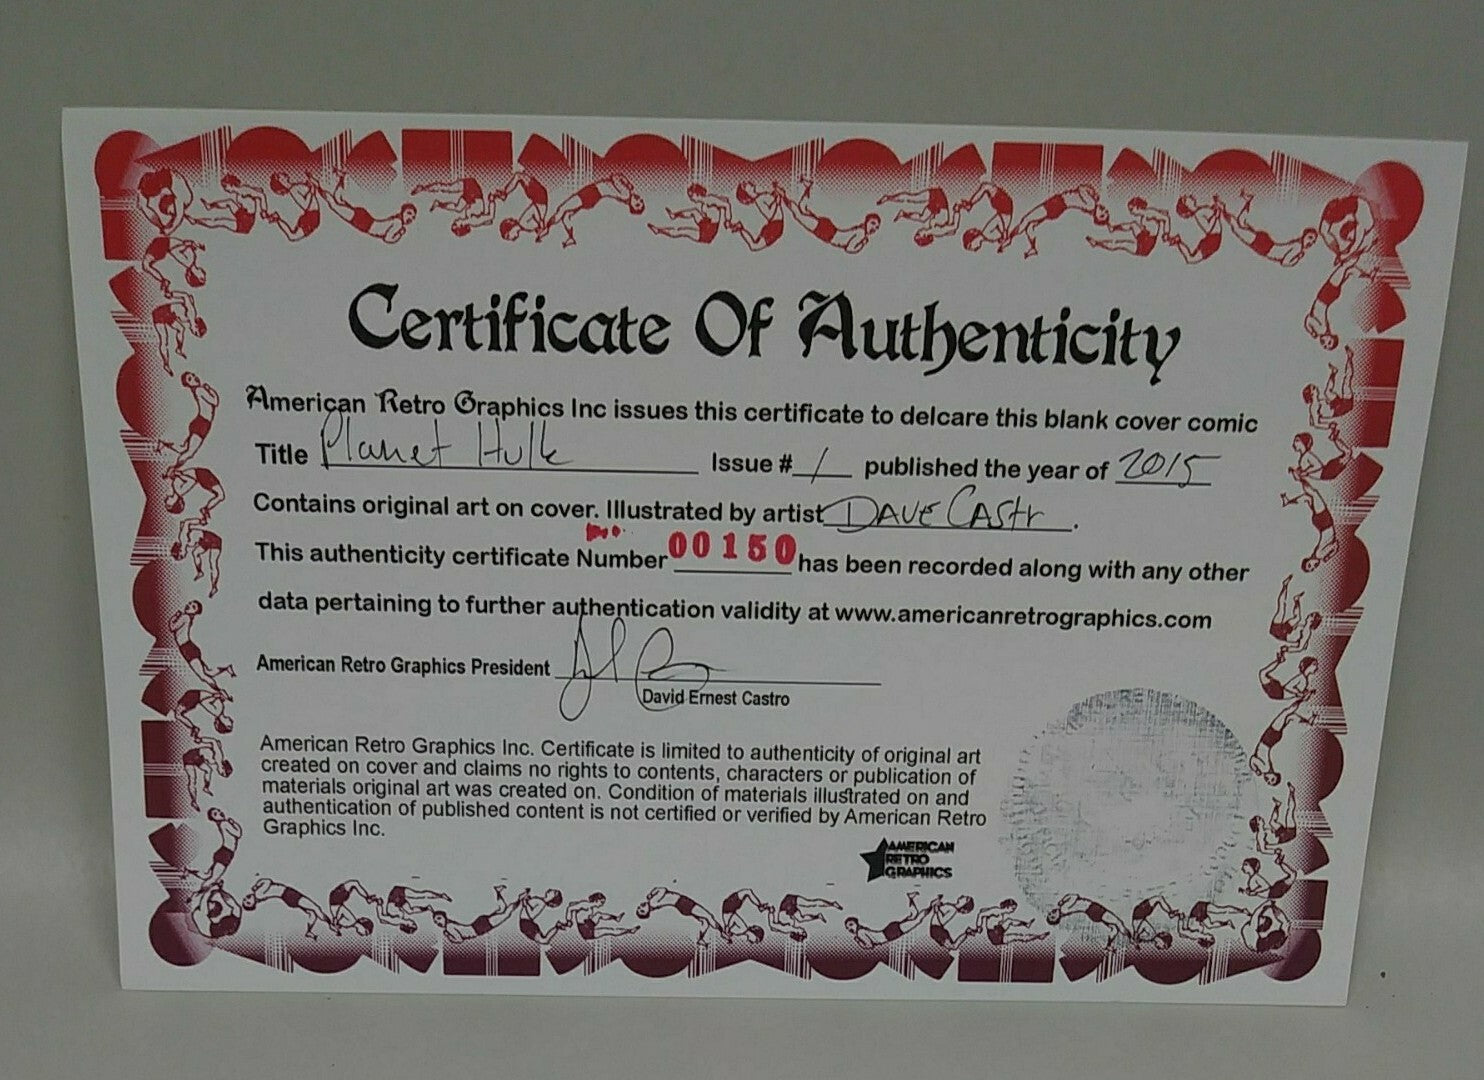 Certificate Of Authenticity
American Retro Graphics Inc issues this certificate to delcare this blank cover comic
Title Planet Hulk Issue # 1 published the year of 2015
Contains original art on cover. Illustrated by artist DAVE CAStr.
This authenticity certificate Number 00150 has been recorded along with any other
data pertaining to further authentication validity at www.americanretrographics.com
American Retro Graphics President
David Ernest Castro
American Retro Graphics Inc. Certificate is limited to authenticity of original art
created on cover and claims no rights to contents, characters or publication of
materials original art was created on. Condition of materials illustrated on and
authentication of published content is not certified or verified by American Retro
Graphics Inc.
AMERICAN
RETRO
GRAPHICS